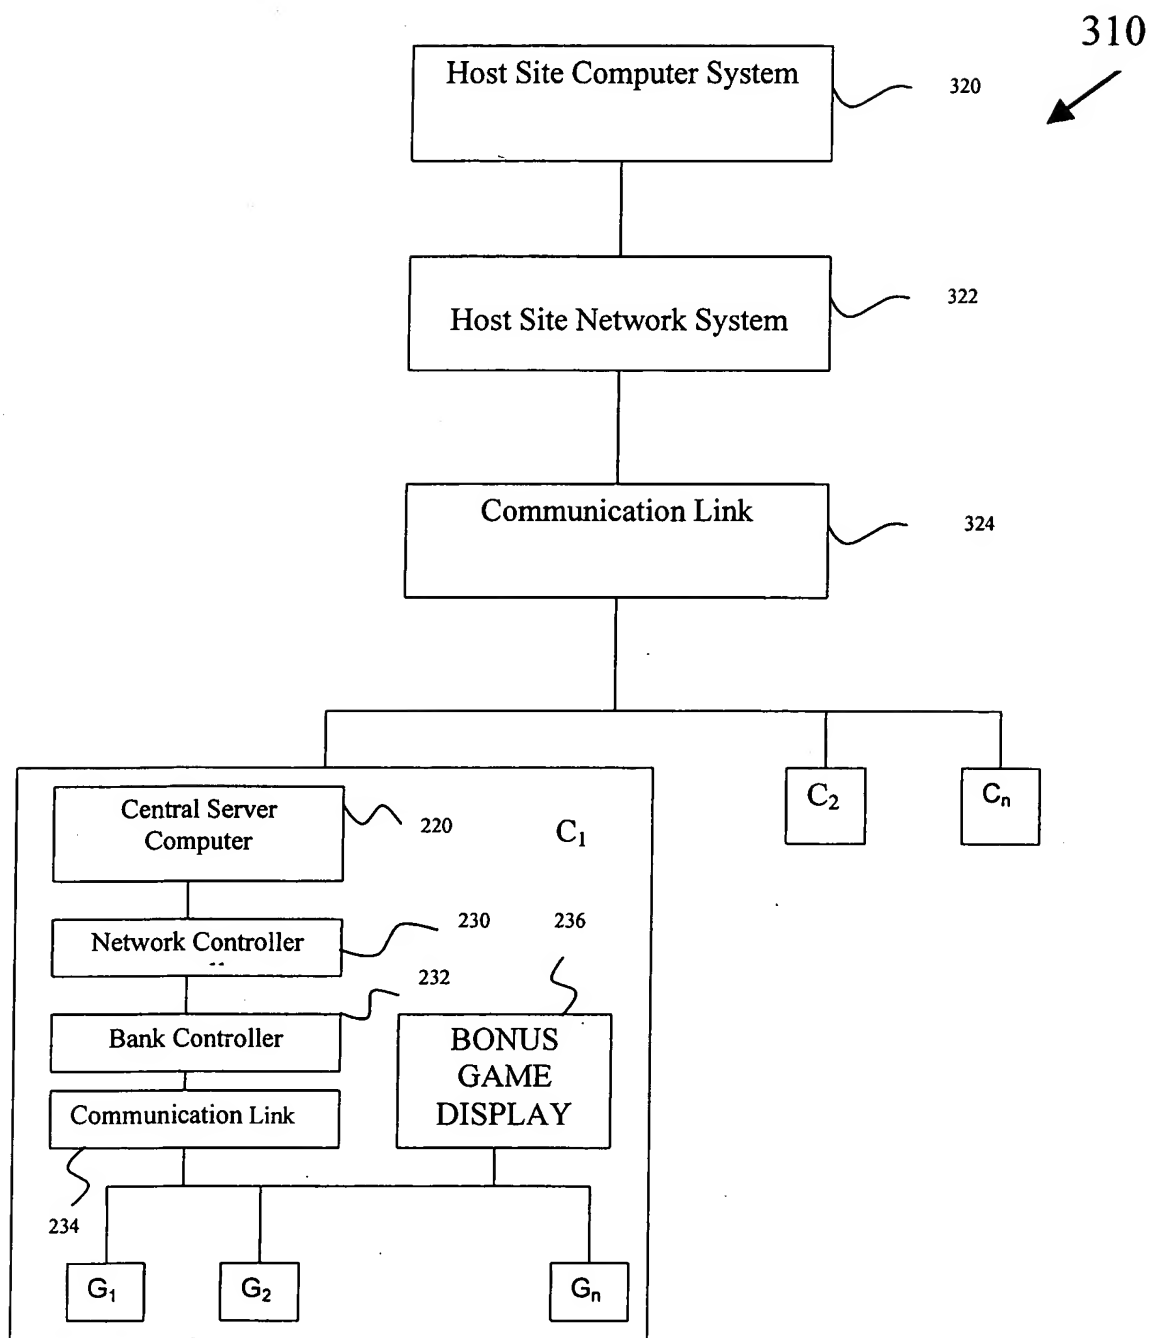 310
Host Site Computer System
320
Host Site Network System
322
Communication Link
324
C2
Cn
Central Server
Computer
220
C1
Network Controller
230
236
232
Bank Controller
BONUS
GAME
DISPLAY
Communication Link
234
G1
G2
Gn